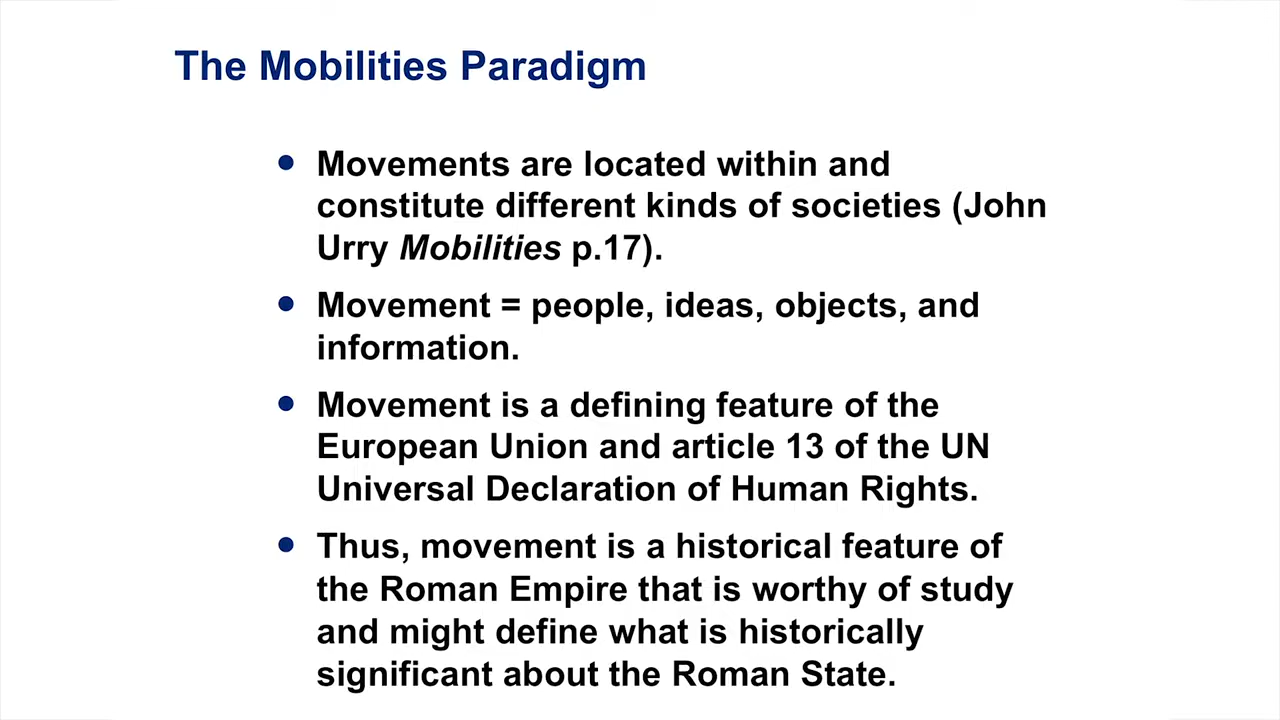 The Mobilities Paradigm
• Movements are located within and
constitute different kinds of societies (John
Urry Mobilities p.17).
• Movement = people, ideas, objects, and
information.
• Movement is a defining feature of the
European Union and article 13 of the UN
Universal Declaration of Human Rights.
• Thus, movement is a historical feature of
the Roman Empire that is worthy of study
and might define what is historically
significant about the Roman State.